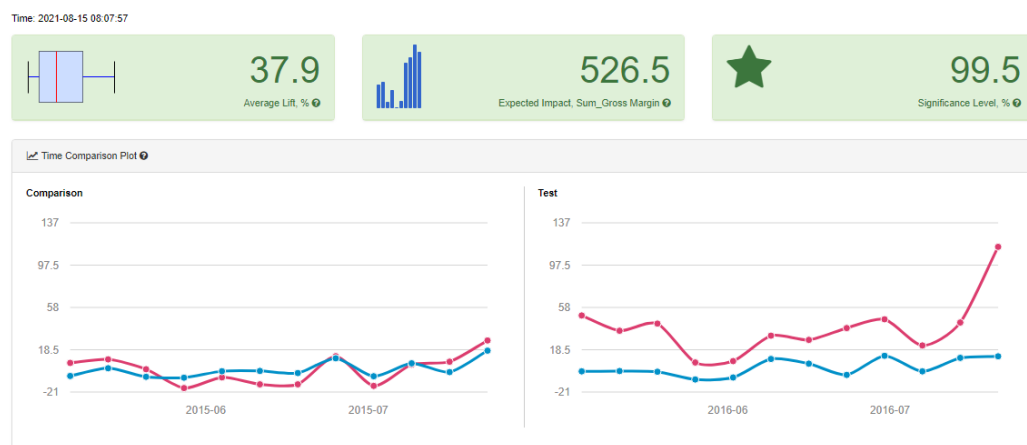 Time: 2021-08-15 08:07:57
37.9
Average Lift, %
526.5
Expected Impact, Sum_Gross Margin
99.5
Significance Level, %
Time Comparison Plot
Comparison
137
97.5
58
18.5
-21
2015-06 2015-07
Test
137
97.5
58
18.5
-21
2016-06 2016-07